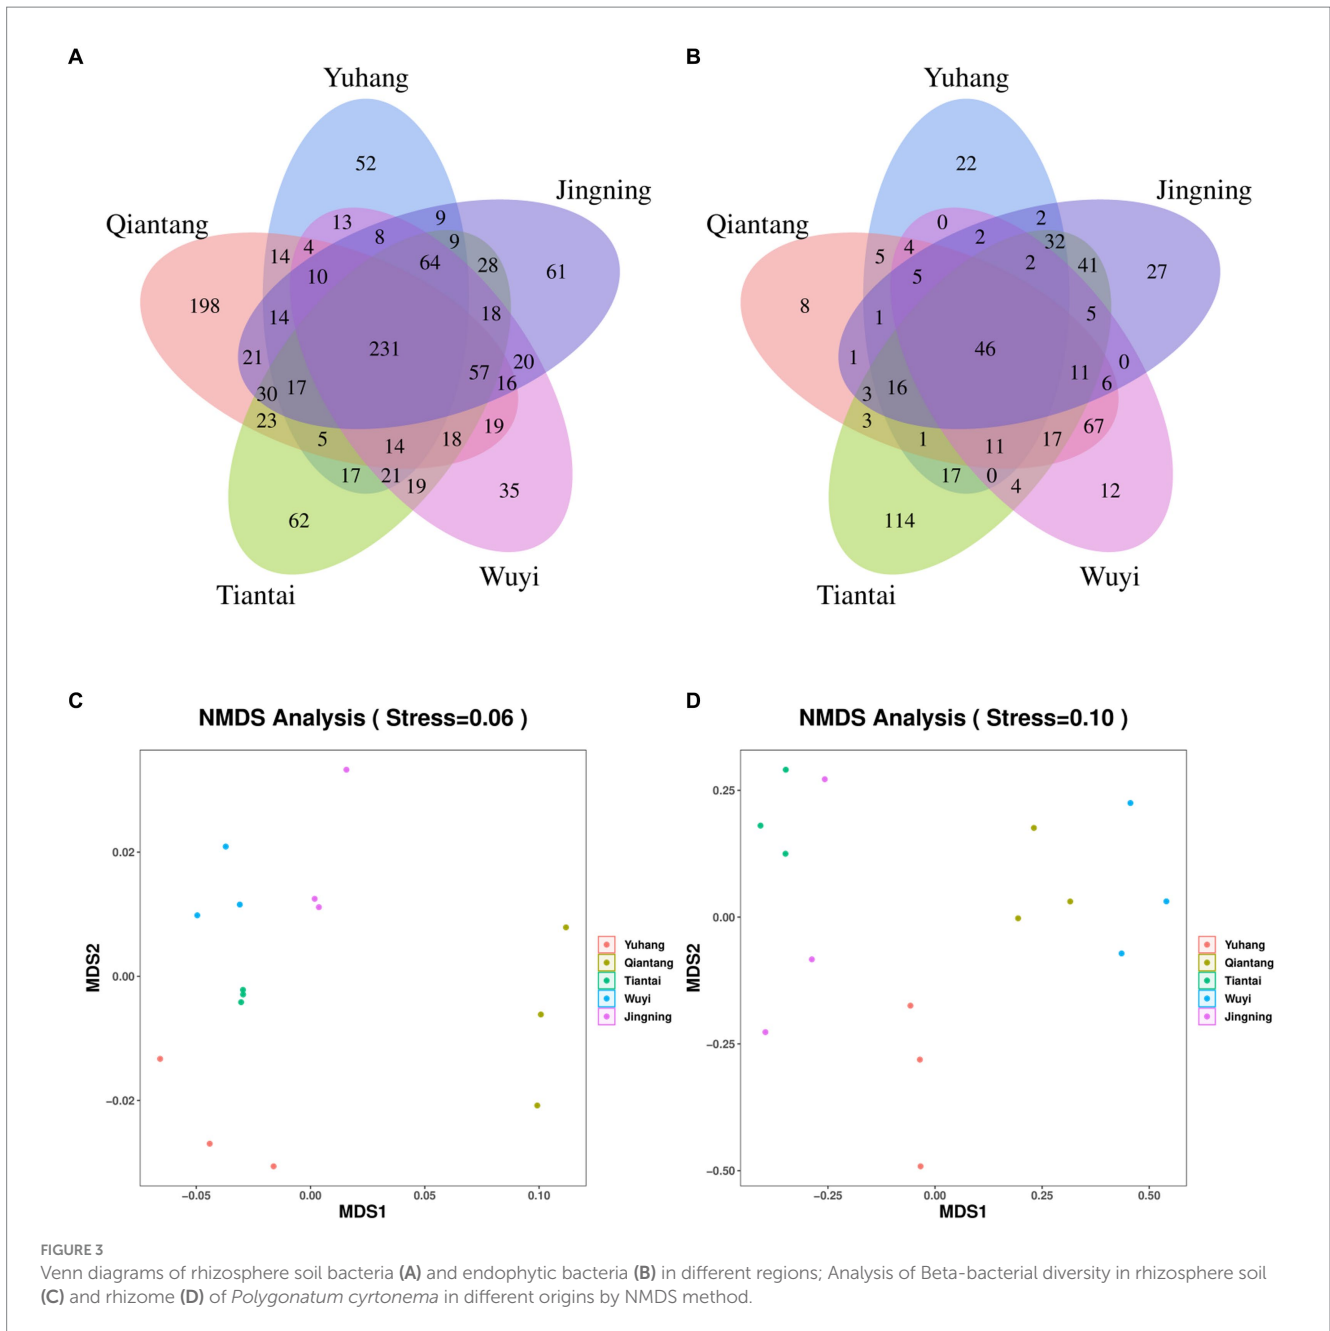 A
Yuhang
Jingning
Qiantang
Tiantai
Wuyi
52
13
9
8
9
14
4
64
28
61
10
198
14
18
231
21
20
57
16
30
17
23
19
5
14
18
17
21
19
35
62
B
Yuhang
Jingning
Qiantang
Tiantai
Wuyi
22
0
2
2
32
5
4
2
41
27
5
8
1
5
46
1
0
11
6
3
16
3
67
1
11
17
17
0
4
12
114
C
NMDS Analysis ( Stress=0.06 )
MDS2
0.02
0.00
−0.02
−0.05
0.00
0.05
0.10
MDS1
Yuhang
Qiantang
Tiantai
Wuyi
Jingning
D
NMDS Analysis ( Stress=0.10 )
MDS2
0.25
0.00
−0.25
−0.50
−0.25
0.00
0.25
0.50
MDS1
Yuhang
Qiantang
Tiantai
Wuyi
Jingning
FIGURE 3
Venn diagrams of rhizosphere soil bacteria (A) and endophytic bacteria (B) in different regions; Analysis of Beta-bacterial diversity in rhizosphere soil
(C) and rhizome (D) of Polygonatum cyrtonema in different origins by NMDS method.